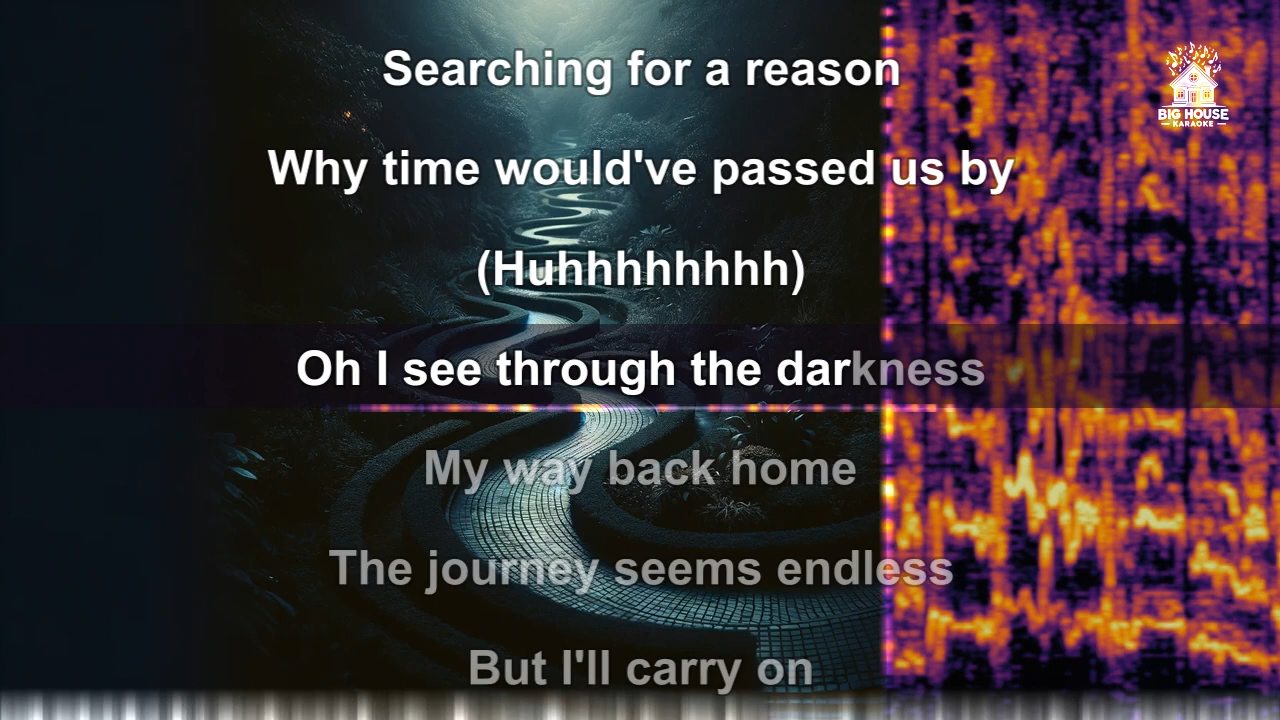 Searching for a reason
Why time would've passed us by
(Huhhhhhhhh)
Oh I see through the darkness
My way back home
The journey seems endless
But I'll carry on
BIG HOUSE
KARAOKE